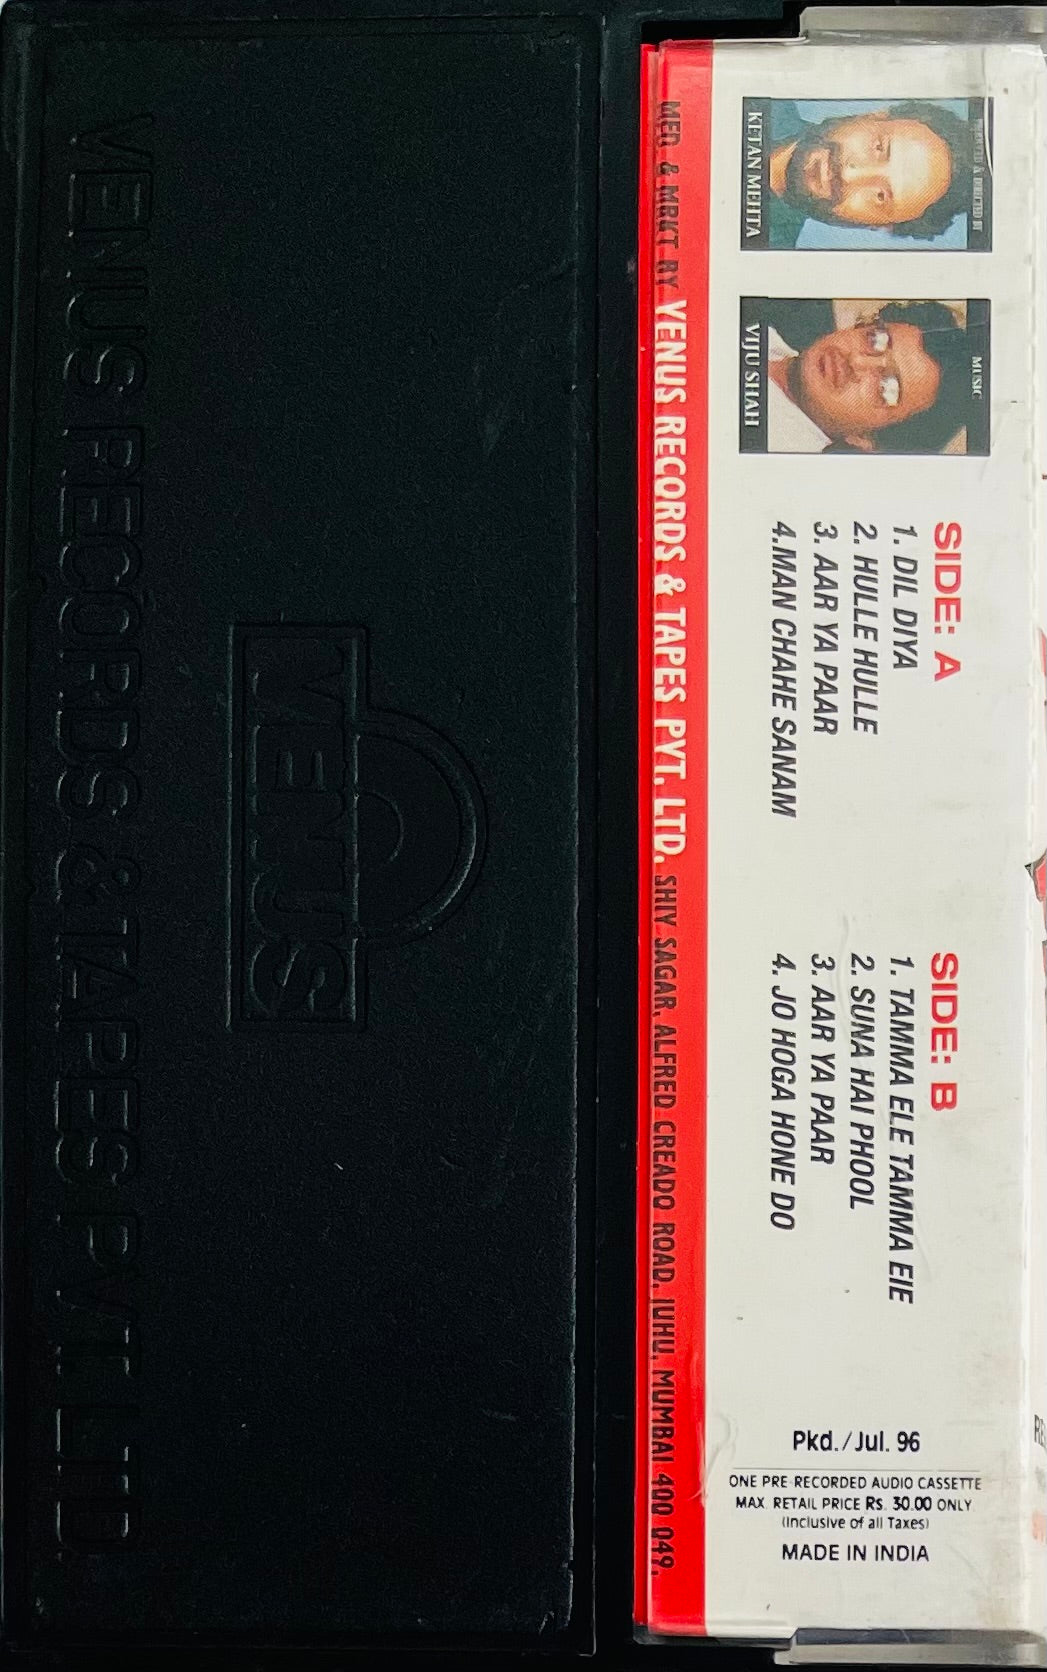 VENUS RECORDS & TAPES PVT LTD
VENUS
PRODUCED & DIRECTED BY
KETAN MEHTA
MUSIC
VIJU SHAH
SIDE: A
1. DIL DIYA
2. HULLE HULLE
3. AAR YA PAAR
4.MAN CHAHE SANAM
SIDE: B
1. TAMMA ELE TAMMA EIE
2. SUNA HAI PHOOL
3. AAR YA PAAR
4. JO HOGA HONE DO
Pkd./Jul. 96
ONE PRE-RECORDED AUDIO CASSETTE
MAX. RETAIL PRICE Rs. 30.00 ONLY
(Inclusive of all Taxes)
MADE IN INDIA
MFD & MRKT BY VENUS RECORDS & TAPES PVT. LTD. SHIV SAGAR, ALFRED CREADO ROAD, JUHU, MUMBAI 400 049.